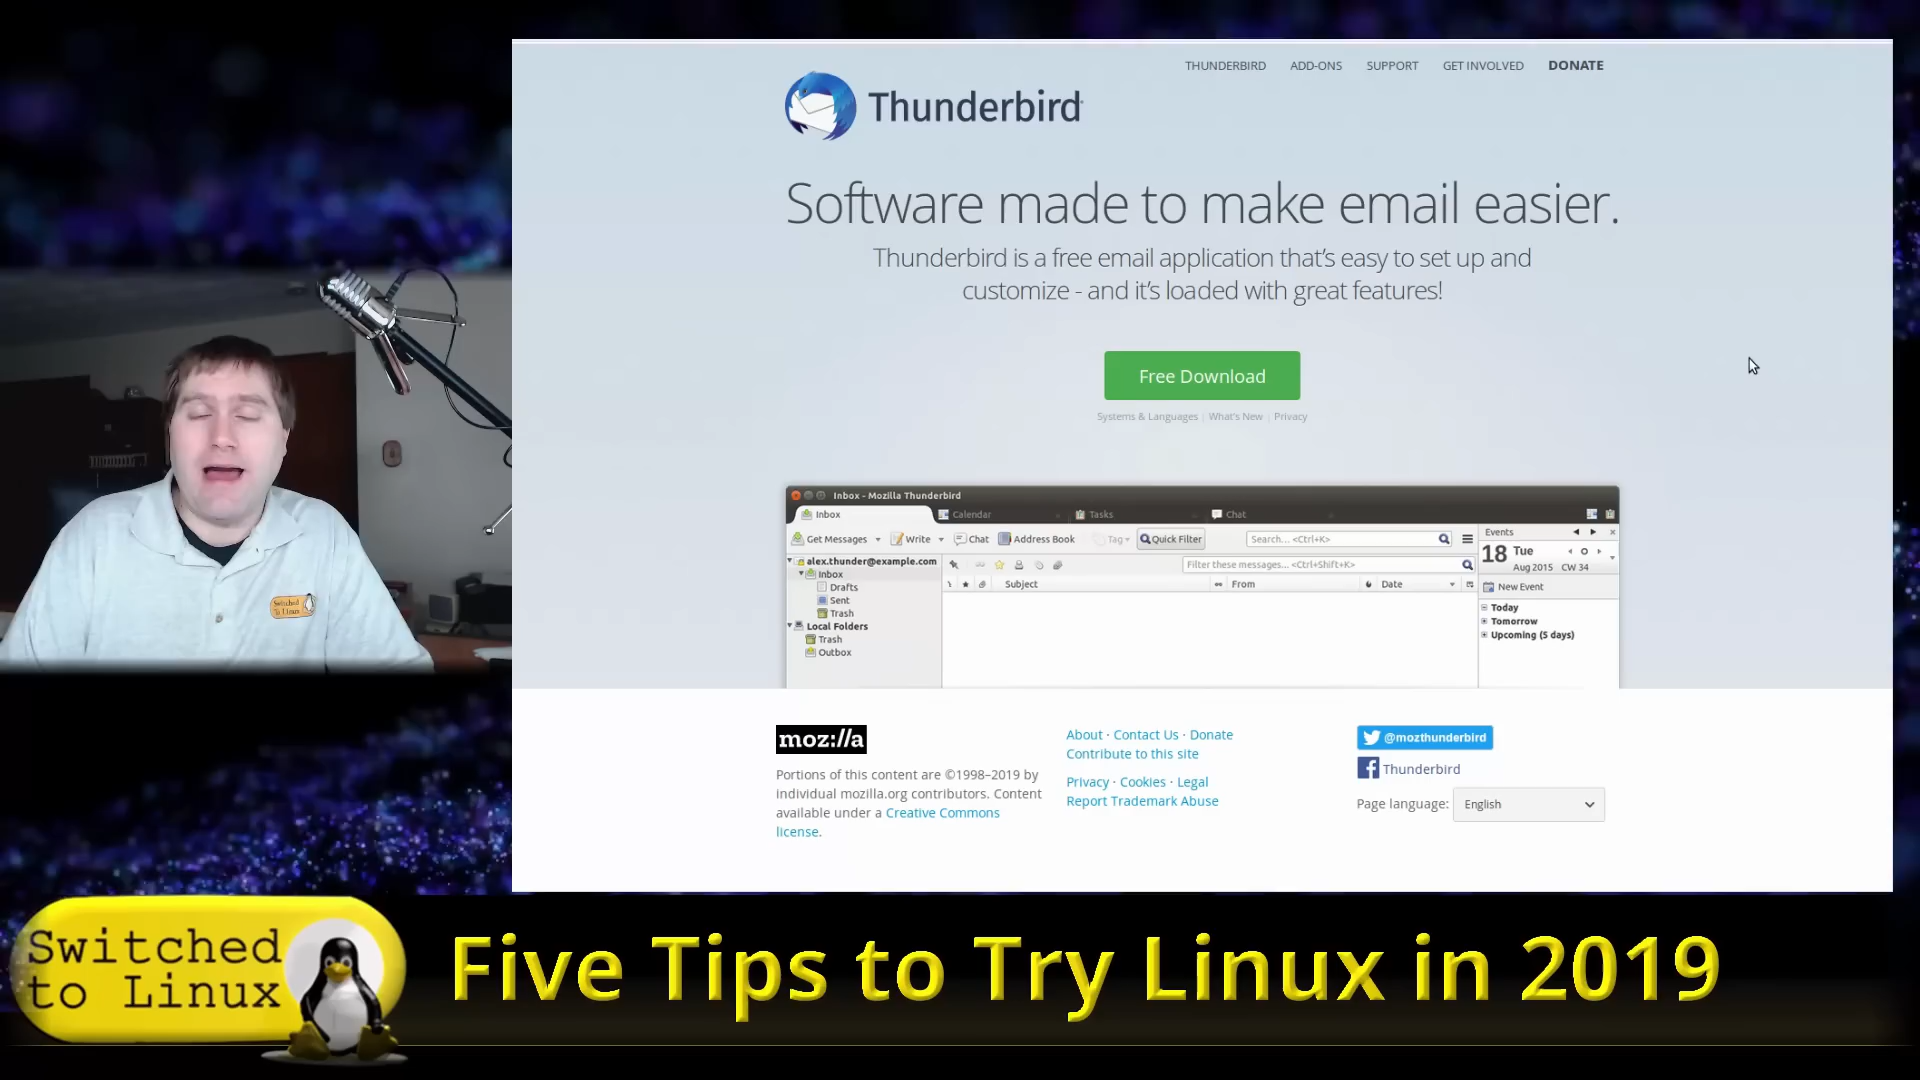 THUNDERBIRD ADD-ONS SUPPORT GET INVOLVED DONATE
Thunderbird
Software made to make email easier.
Thunderbird is a free email application that's easy to set up and
customize - and it's loaded with great features!
Free Download
Systems & Languages | What's New | Privacy
Inbox - Mozilla Thunderbird
Inbox Calendar Tasks Chat
Get Messages Write Chat Address Book Tag Quick Filter Search... <Ctrl+K>
Events
18 Tue
Aug 2015 CW 34
New Event
Today
Tomorrow
Upcoming (5 days)
alex.thunder@example.com
Inbox
Drafts
Sent
Trash
Local Folders
Trash
Outbox
Filter these messages... <Ctrl+Shift+K>
Subject From Date
moz://a
Portions of this content are ©1998–2019 by
individual mozilla.org contributors. Content
available under a Creative Commons
license.
About · Contact Us · Donate
Contribute to this site
Privacy · Cookies · Legal
Report Trademark Abuse
@mozthunderbird
Thunderbird
Page language: English
Switched
To Linux
Switched
to Linux
Five Tips to Try Linux in 2019